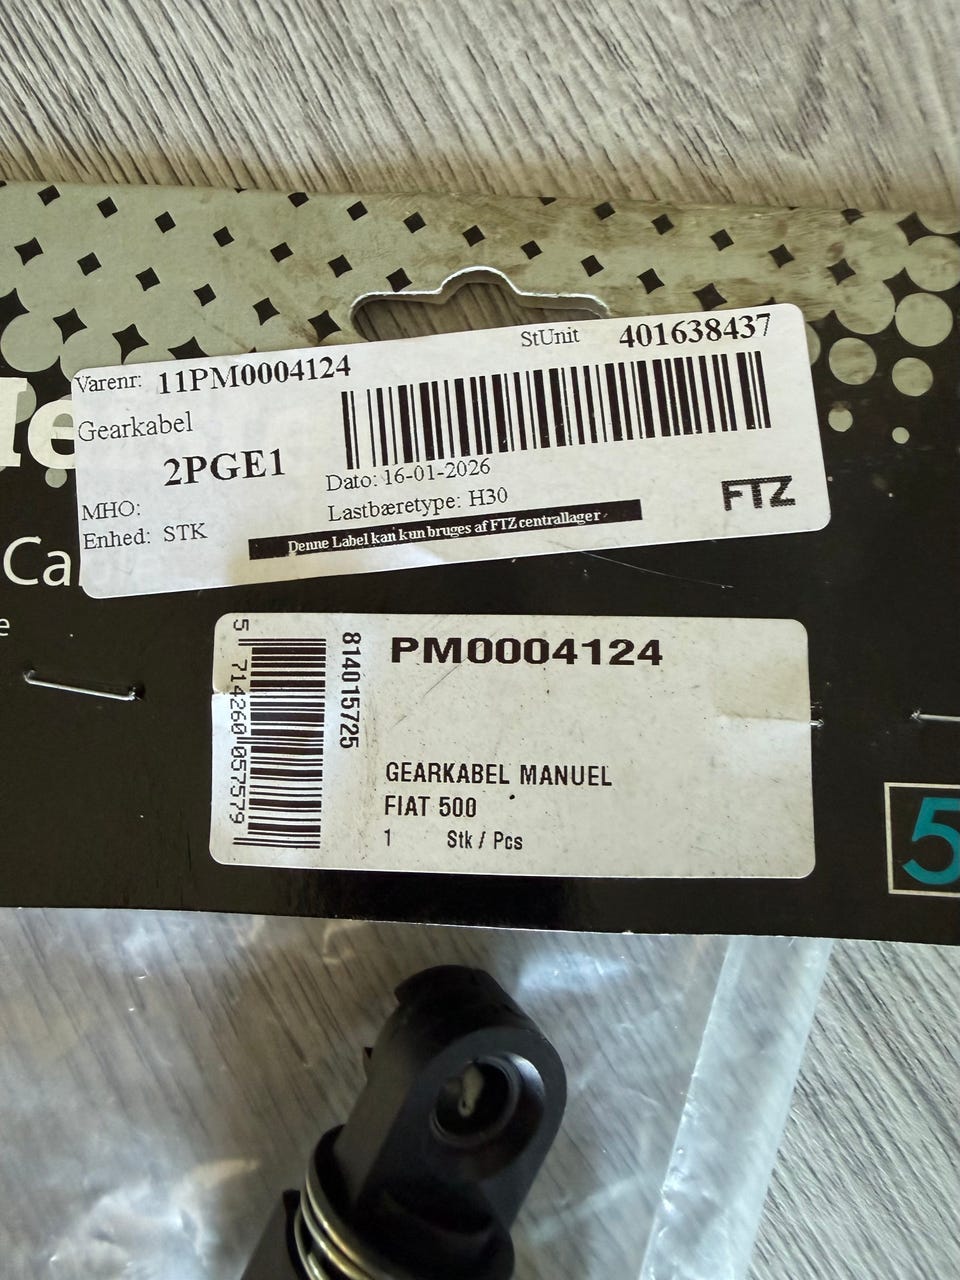 Varenr: 11PM0004124
StUnit 401638437
Gearkabel
2PGE1
Dato: 16-01-2026
MHO:
Lastbæretype: H30
Enhed: STK
FTZ
Denne Label kan kun bruges af FTZ centrallager
5 714260 057579
814015725
PM0004124
GEARKABEL MANUEL
FIAT 500
1 Stk / Pcs
5